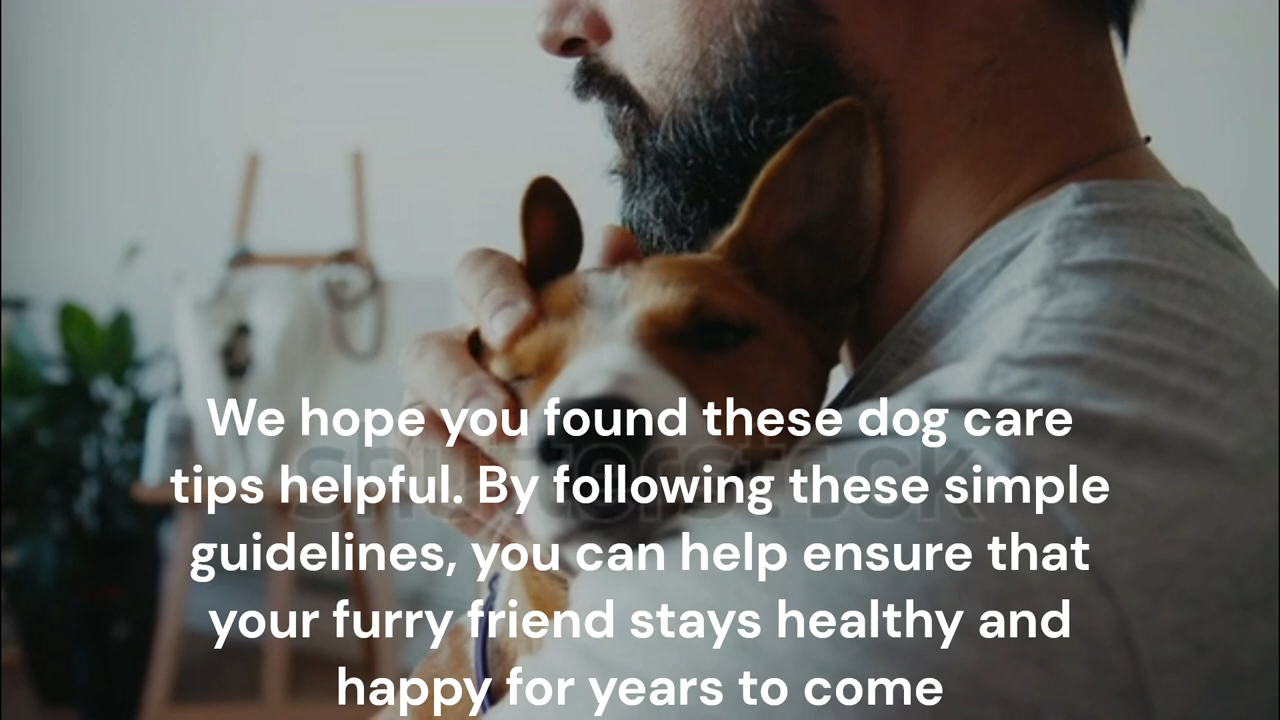 We hope you found these dog care
tips helpful. By following these simple
guidelines, you can help ensure that
your furry friend stays healthy and
happy for years to come
shutterstock